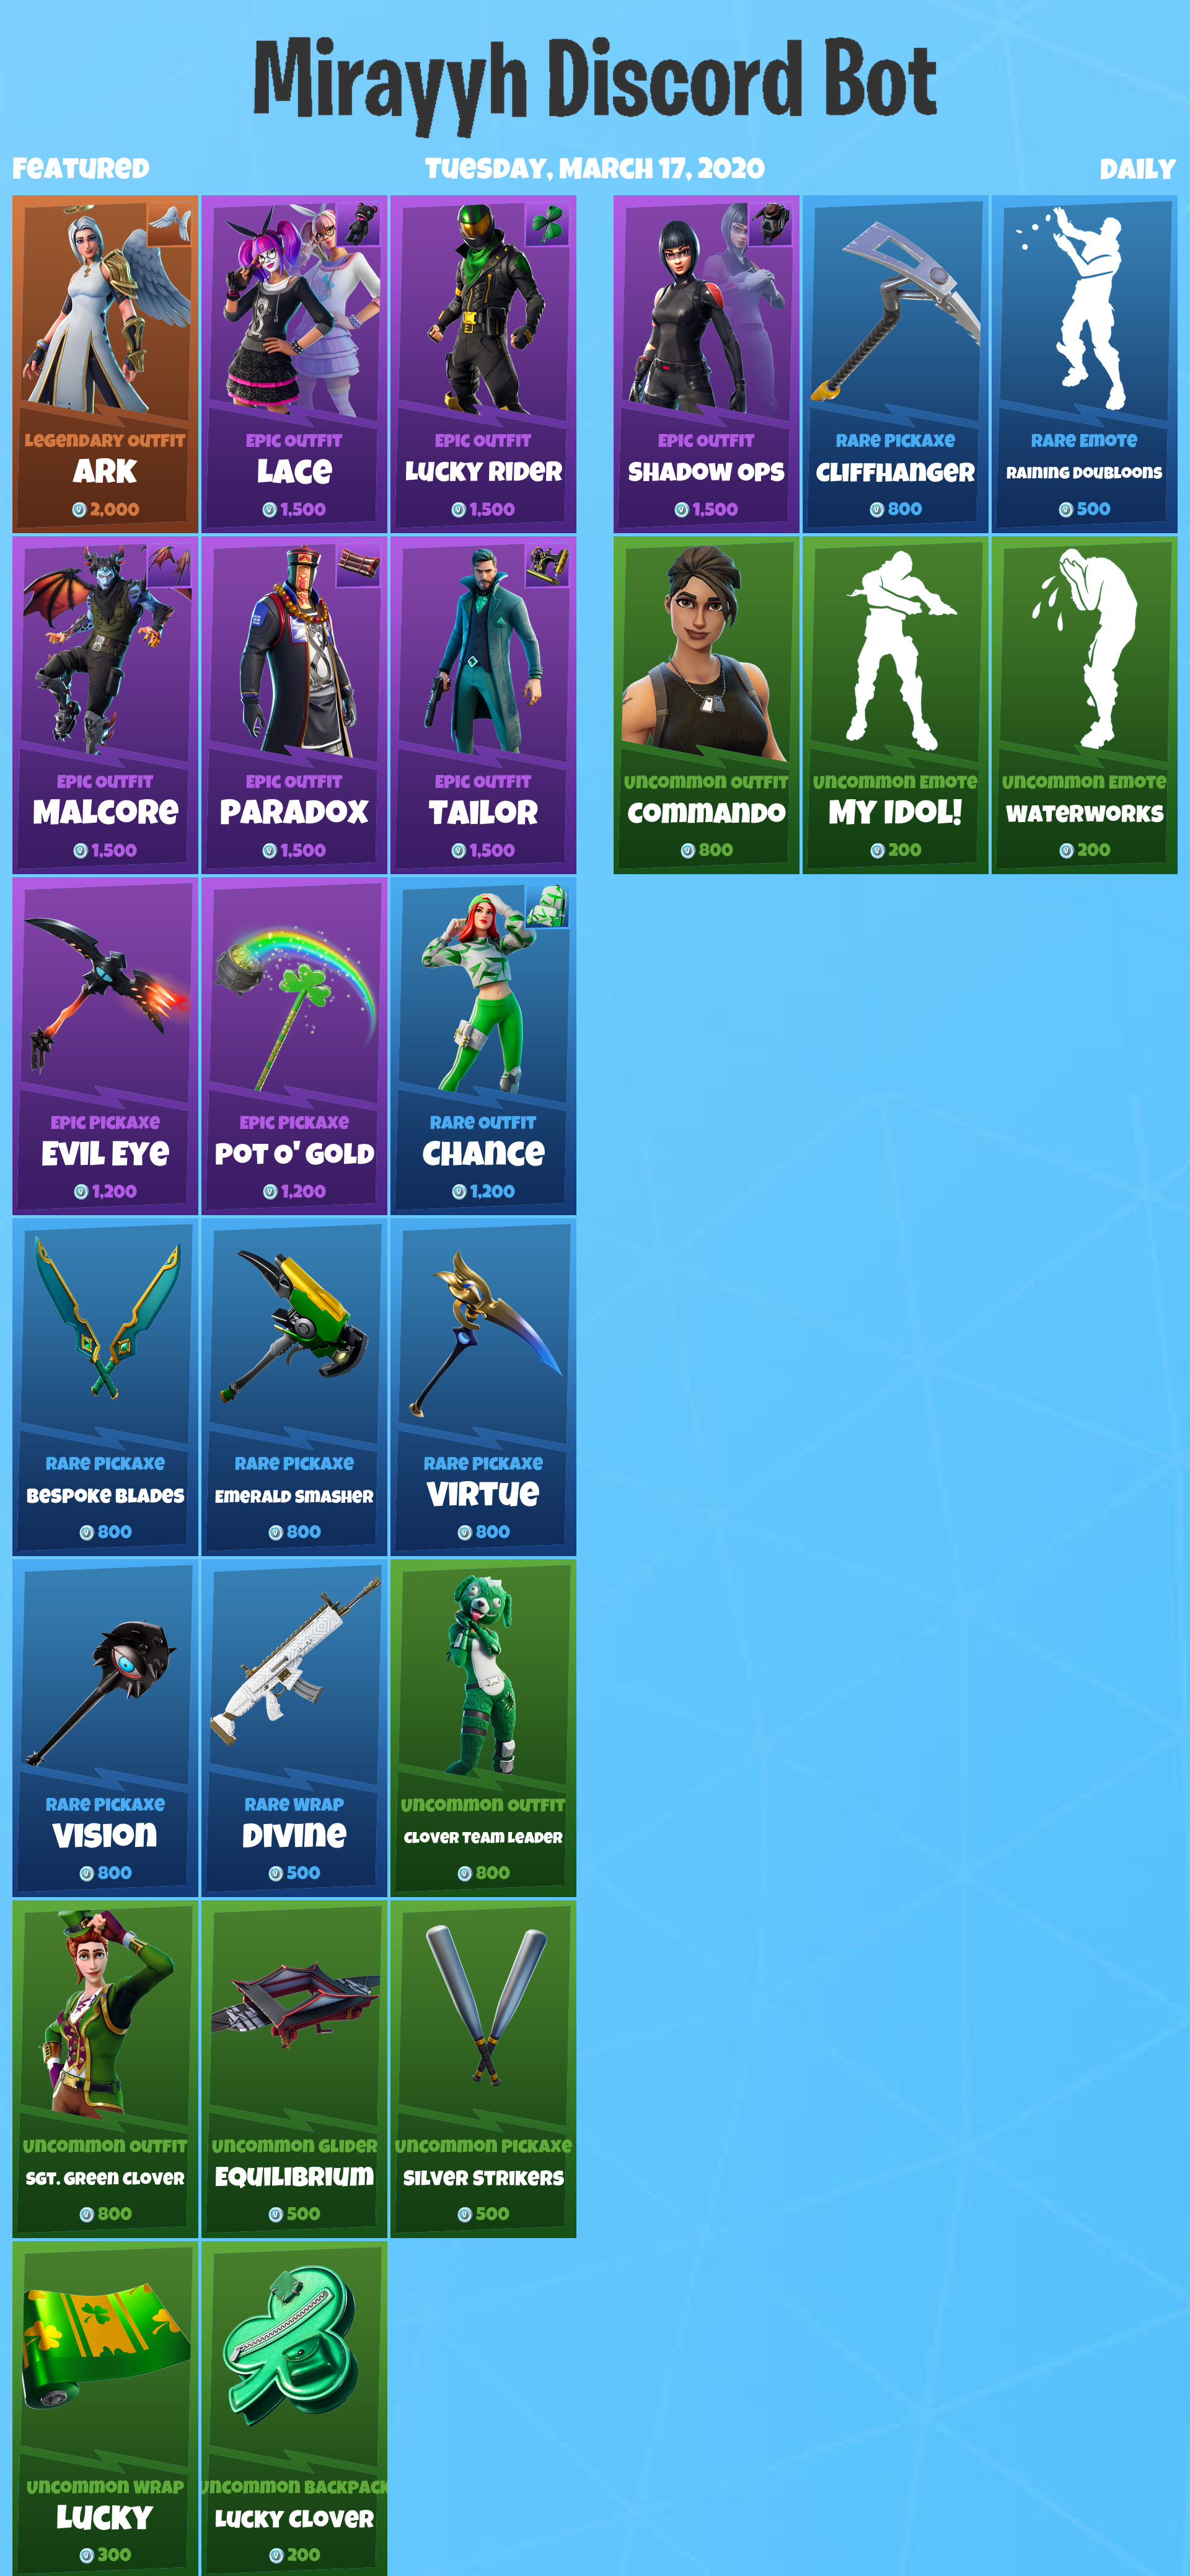 Mirayyh Discord Bot
FEATURED
TUESDAY, MARCH 17, 2020
DAILY
LEGENDARY OUTFIT
ARK
2,000
EPIC OUTFIT
LACE
1,500
EPIC OUTFIT
LUCKY RIDER
1,500
EPIC OUTFIT
SHADOW OPS
1,500
RARE PICKAXE
CLIFFHANGER
800
RARE EMOTE
RAINING DOUBLOONS
500
EPIC OUTFIT
MALCORE
1,500
EPIC OUTFIT
PARADOX
1,500
EPIC OUTFIT
TAILOR
1,500
UNCOMMON OUTFIT
COMMANDO
800
UNCOMMON EMOTE
MY IDOL!
200
UNCOMMON EMOTE
WATERWORKS
200
EPIC PICKAXE
EVIL EYE
1,200
EPIC PICKAXE
POT O' GOLD
1,200
RARE OUTFIT
CHANCE
1,200
RARE PICKAXE
BESPOKE BLADES
800
RARE PICKAXE
EMERALD SMASHER
800
RARE PICKAXE
VIRTUE
800
RARE PICKAXE
VISION
800
RARE WRAP
DIVINE
500
UNCOMMON OUTFIT
CLOVER TEAM LEADER
800
UNCOMMON OUTFIT
SGT. GREEN CLOVER
800
UNCOMMON GLIDER
EQUILIBRIUM
500
UNCOMMON PICKAXE
SILVER STRIKERS
500
UNCOMMON WRAP
LUCKY
300
UNCOMMON BACKPACK
LUCKY CLOVER
200